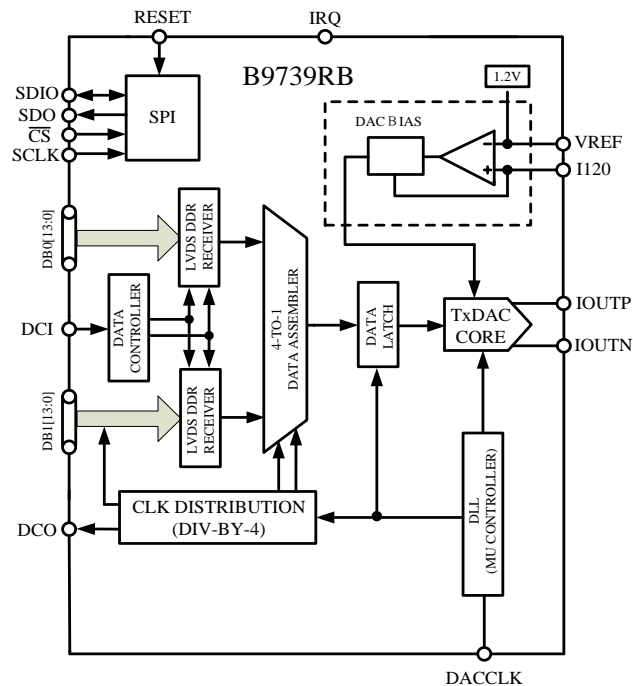 RESET
IRQ
B9739RB
1.2V
SDIO
SDO
CS
SCLK
SPI
DAC BIAS
VREF
I120
DB0[13:0]
LVDS DDR
RECEIVER
DCI
DATA
CONTROLLER
4-TO-1
DATA ASSEMBLER
DATA
LATCH
TxDAC
CORE
IOUTP
IOUTN
DB1[13:0]
LVDS DDR
RECEIVER
CLK DISTRIBUTION
(DIV-BY-4)
DCO
DLL
(MU CONTROLLER)
DACCLK